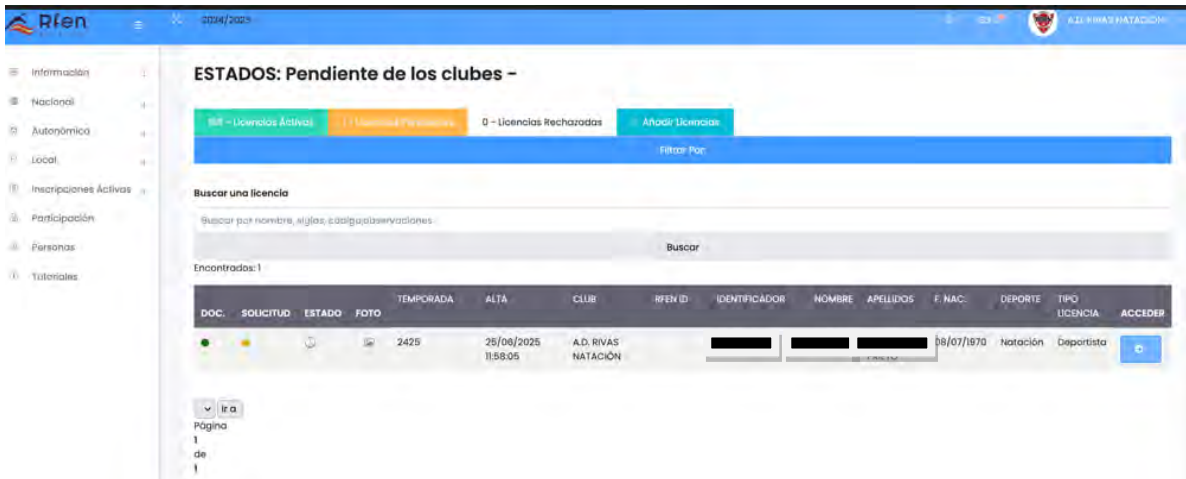 Rfen
2024/2025
A.D. RIVAS NATACIÓN
Información
Nacional
Autonómica
Local
Inscripciones Activas
Participación
Personas
Tutoriales
ESTADOS: Pendiente de los clubes -
- Licencias Activas
0 - Licencias Rechazadas
Añadir Licencias
Filtrar Por:
Buscar una licencia
Buscar por nombre, siglas, código,observaciones
Buscar
Encontrados: 1
DOC. SOLICITUD ESTADO FOTO TEMPORADA ALTA CLUB RFEN ID IDENTIFICADOR NOMBRE APELLIDOS F. NAC. DEPORTE TIPO LICENCIA ACCEDER
2425 25/06/2025 11:58:05 A.D. RIVAS NATACIÓN 08/07/1970 Natación Deportista
Ir a
Página
1
de
1